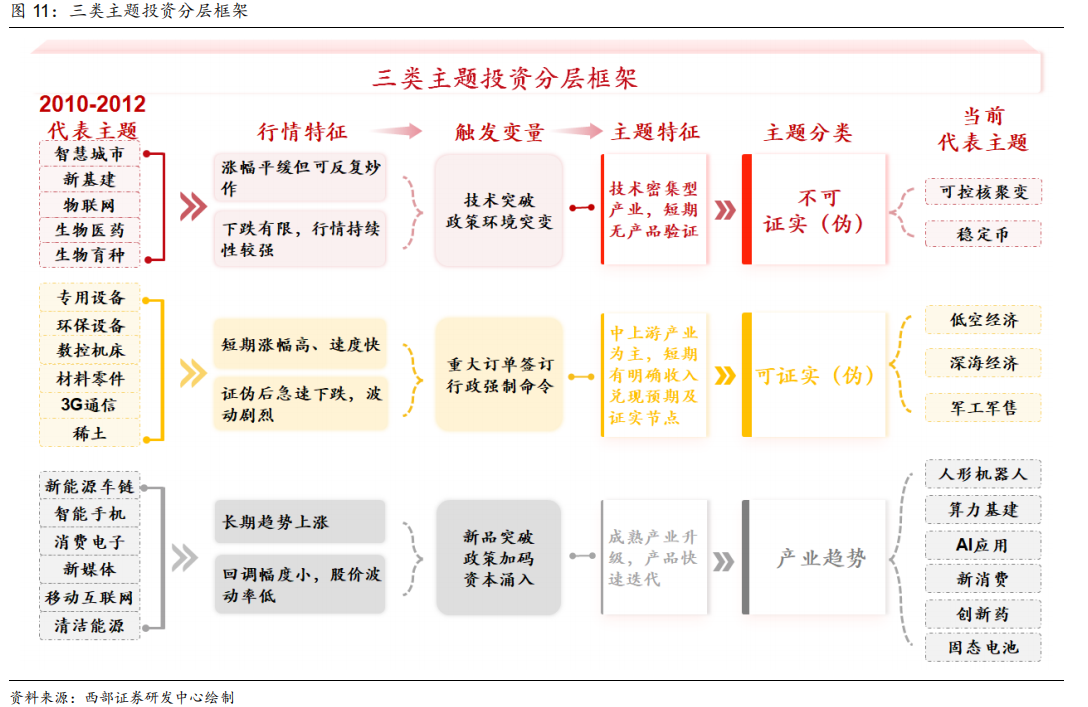 图 11：三类主题投资分层框架
三类主题投资分层框架
2010-2012
代表主题
行情特征
触发变量
主题特征
主题分类
当前
代表主题
智慧城市
新基建
物联网
生物医药
生物育种
涨幅平缓但可反复炒
作
下跌有限，行情持续
性较强
技术突破
政策环境突变
技术密集型
产业，短期
无产品验证
不可
证实（伪）
可控核聚变
稳定币
专用设备
环保设备
数控机床
材料零件
3G通信
稀土
短期涨幅高、速度快
证伪后急速下跌，波
动剧烈
重大订单签订
行政强制命令
中上游产业
为主，短期
有明确收入
兑现预期及
证实节点
可证实（伪）
低空经济
深海经济
军工军售
新能源车链
智能手机
消费电子
新媒体
移动互联网
清洁能源
长期趋势上涨
回调幅度小，股价波
动率低
新品突破
政策加码
资本涌入
成熟产业升
级，产品快
速迭代
产业趋势
人形机器人
算力基建
AI应用
新消费
创新药
固态电池
资料来源：西部证券研发中心绘制